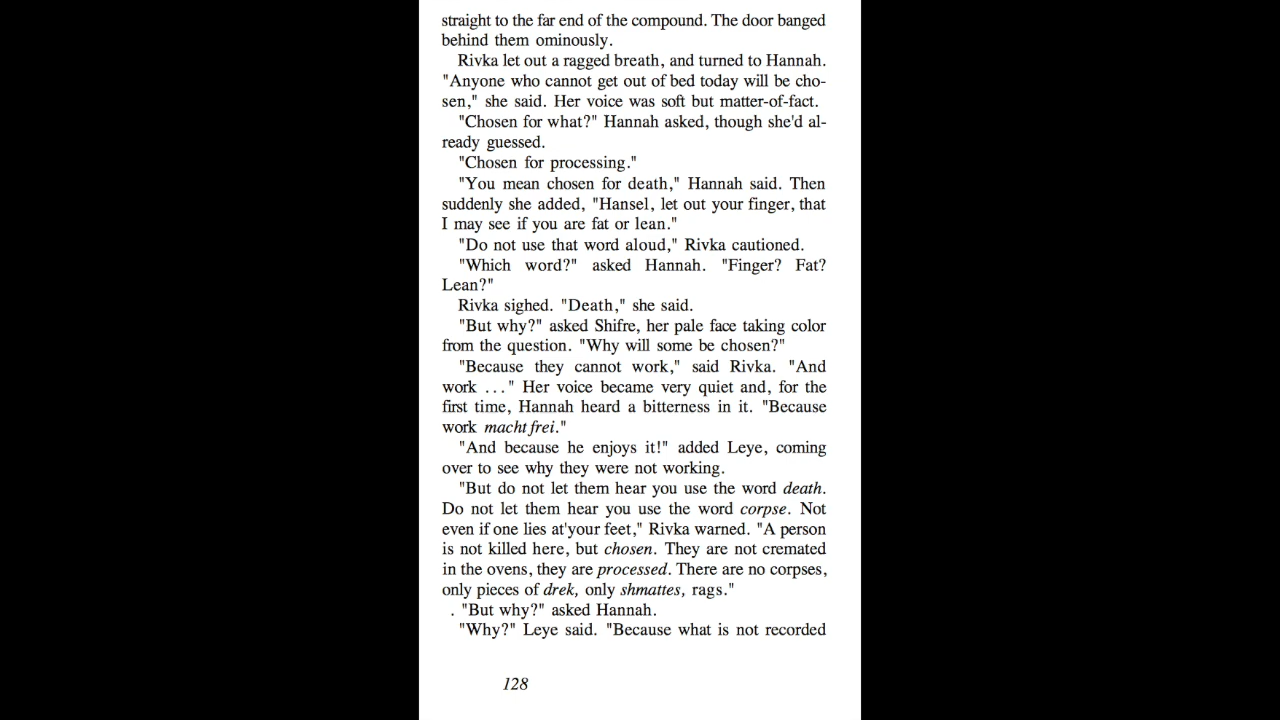 straight to the far end of the compound. The door banged
behind them ominously.
Rivka let out a ragged breath, and turned to Hannah.
"Anyone who cannot get out of bed today will be cho-
sen," she said. Her voice was soft but matter-of-fact.
"Chosen for what?" Hannah asked, though she'd al-
ready guessed.
"Chosen for processing."
"You mean chosen for death," Hannah said. Then
suddenly she added, "Hansel, let out your finger, that
I may see if you are fat or lean."
"Do not use that word aloud," Rivka cautioned.
"Which word?" asked Hannah. "Finger? Fat?
Lean?"
Rivka sighed. "Death," she said.
"But why?" asked Shifre, her pale face taking color
from the question. "Why will some be chosen?"
"Because they cannot work," said Rivka. "And
work ..." Her voice became very quiet and, for the
first time, Hannah heard a bitterness in it. "Because
work macht frei."
"And because he enjoys it!" added Leye, coming
over to see why they were not working.
"But do not let them hear you use the word death.
Do not let them hear you use the word corpse. Not
even if one lies at'your feet," Rivka warned. "A person
is not killed here, but chosen. They are not cremated
in the ovens, they are processed. There are no corpses,
only pieces of drek, only shmattes, rags."
. "But why?" asked Hannah.
"Why?" Leye said. "Because what is not recorded
128